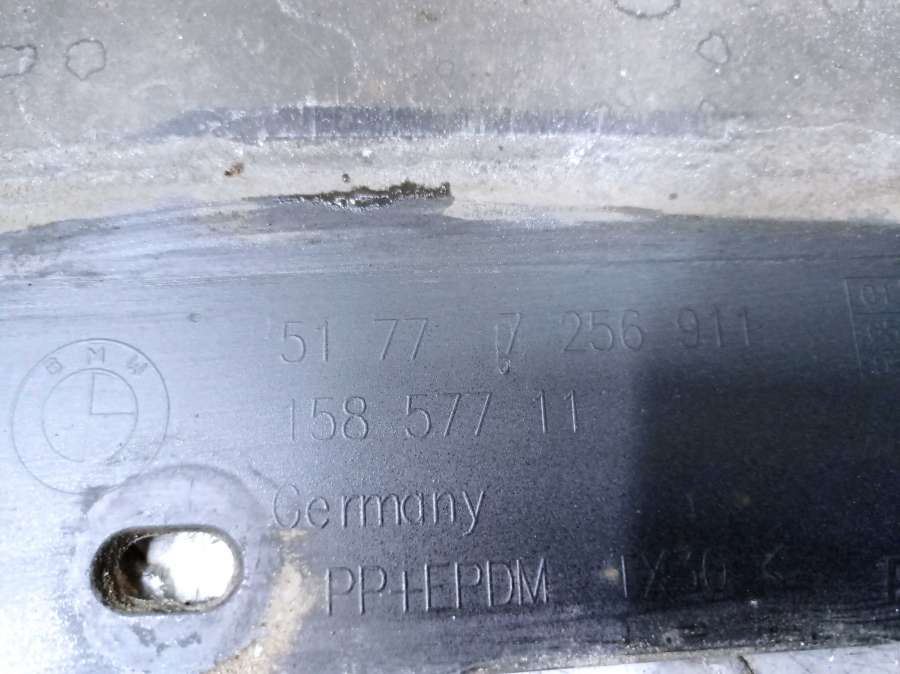 BMW
51 77 7 256 911
158 577 11
Germany
PP+EPDM